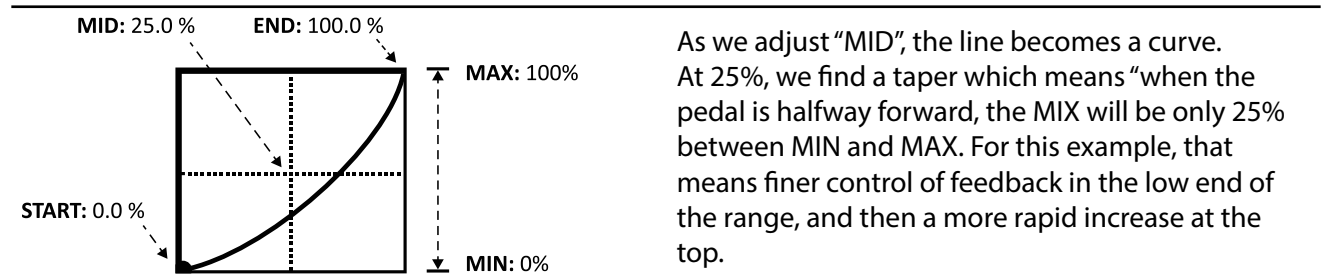 MID: 25.0 % END: 100.0 %
MAX: 100%
START: 0.0 %
MIN: 0%
As we adjust “MID”, the line becomes a curve.
At 25%, we find a taper which means “when the
pedal is halfway forward, the MIX will be only 25%
between MIN and MAX. For this example, that
means finer control of feedback in the low end of
the range, and then a more rapid increase at the
top.